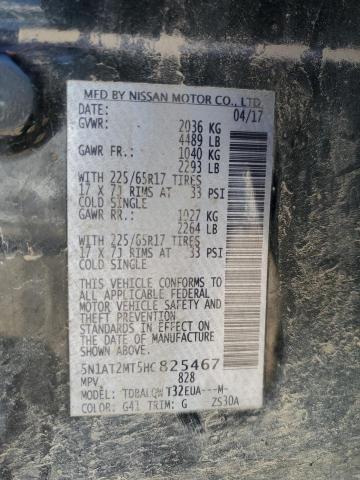 MFD BY NISSAN MOTOR CO., LTD.
DATE: 04/17
GVWR: 2036 KG
4489 LB
GAWR FR.: 1040 KG
2293 LB
WITH 225/65R17 TIRES
17 X 7J RIMS AT 33 PSI
COLD SINGLE
GAWR RR.: 1027 KG
2264 LB
WITH 225/65R17 TIRES
17 X 7J RIMS AT 33 PSI
COLD SINGLE
THIS VEHICLE CONFORMS TO
ALL APPLICABLE FEDERAL
MOTOR VEHICLE SAFETY
AND THEFT PREVENTION
STANDARDS IN EFFECT ON
THE DATE OF MANUFACTURE
SHOWN ABOVE.
5N1AT2MT5HC825467
MPV 828
MODEL: TDBALQWT32EUA---M-
COLOR: G41 TRIM: G ZS30A